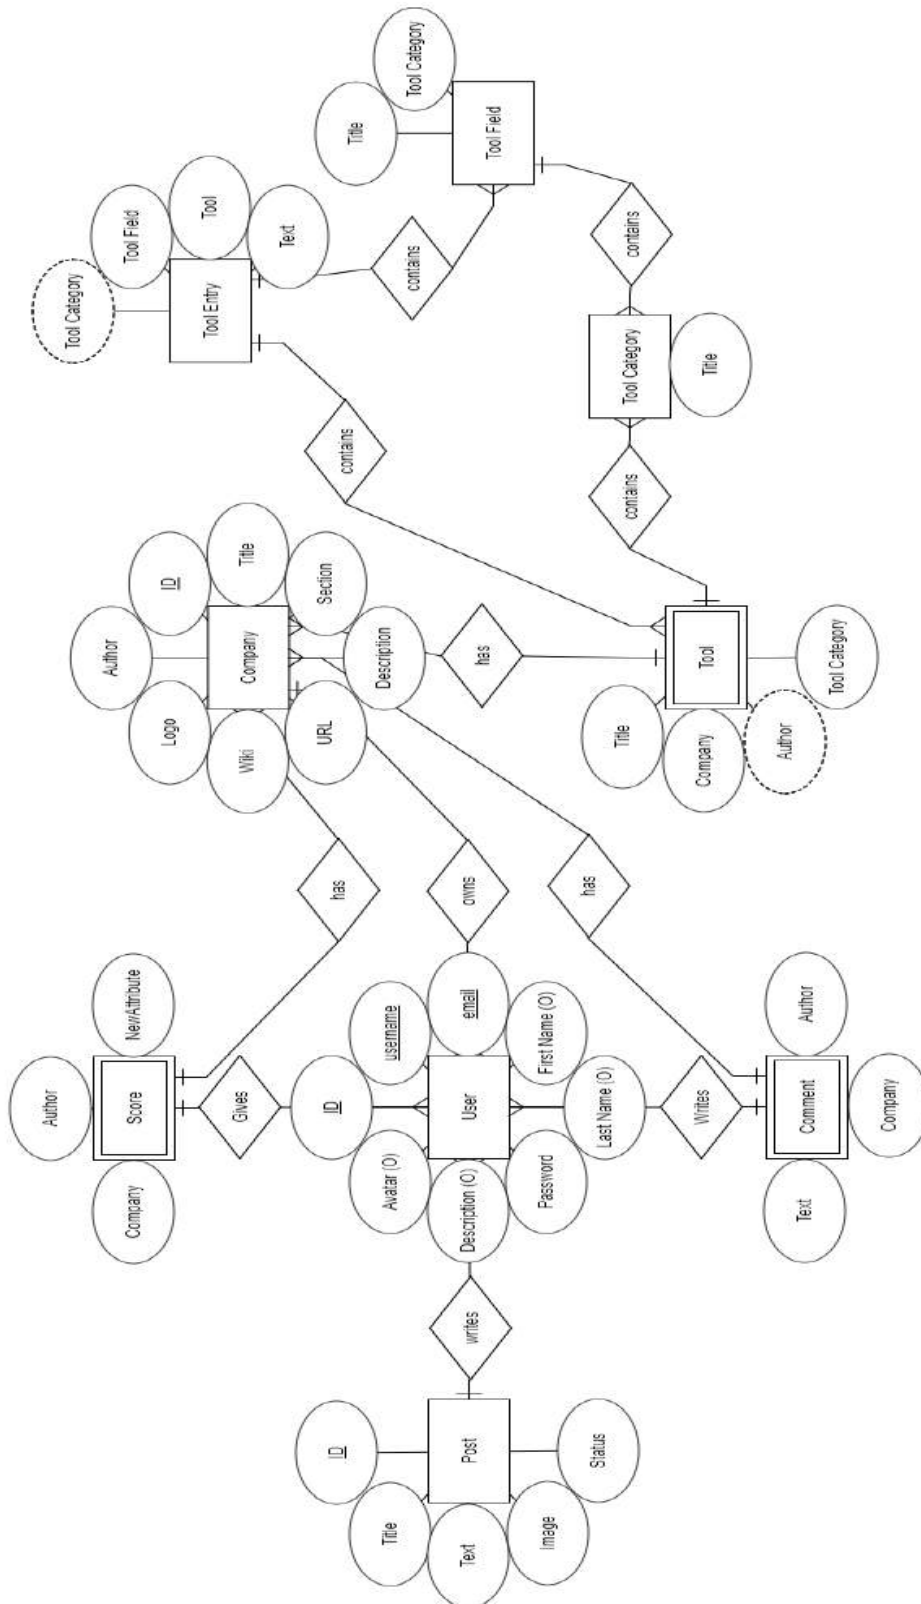 Tool Category
Tool Field
Tool
Text
Tool Entry
Title
Tool Category
Tool Field
contains
contains
contains
contains
Tool Category
Title
Author
ID
Title
Section
Description
URL
Wiki
Logo
Company
has
Tool
Title
Company
Author
Tool Category
has
owns
has
Author
NewAttribute
Company
Score
Gives
ID
username
email
First Name (O)
Last Name (O)
Password
Description (O)
Avatar (O)
User
Writes
Comment
Author
Company
Text
writes
Post
ID
Title
Text
Image
Status